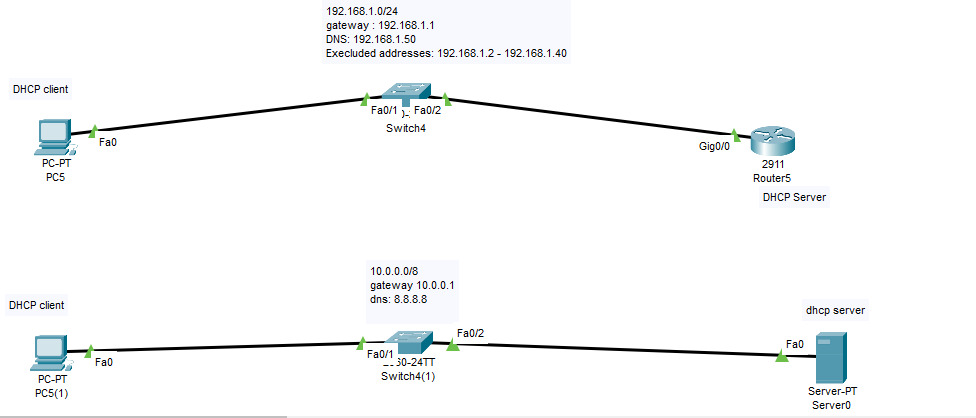 192.168.1.0/24
gateway : 192.168.1.1
DNS: 192.168.1.50
Execluded addresses: 192.168.1.2 - 192.168.1.40
DHCP client
Fa0/1
Fa0/2
Switch4
Fa0
PC-PT
PC5
Gig0/0
2911
Router5
DHCP Server
10.0.0.0/8
gateway 10.0.0.1
dns: 8.8.8.8
DHCP client
dhcp server
Fa0/2
Fa0/1
60-24TT
Switch4(1)
Fa0
PC-PT
PC5(1)
Fa0
Server-PT
Server0